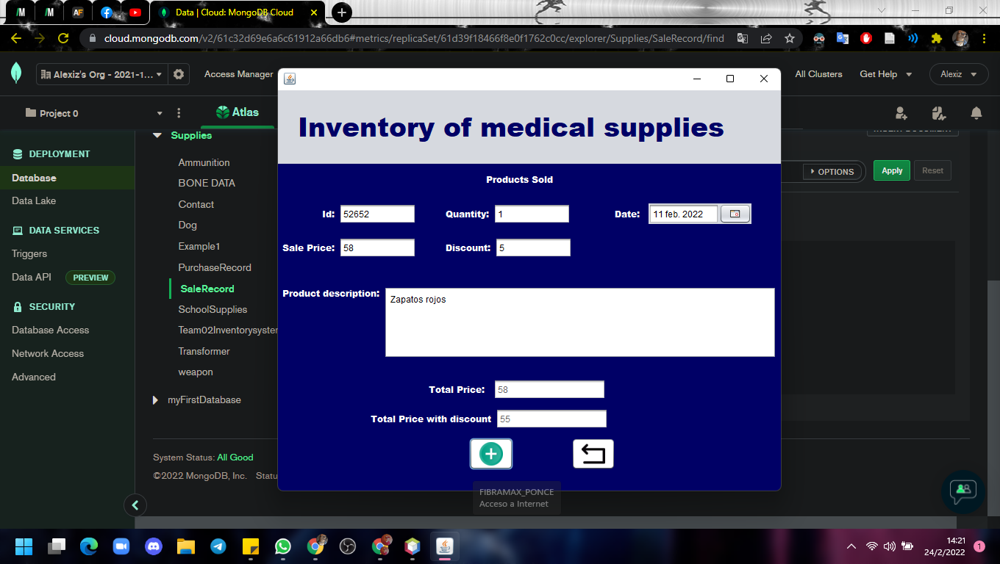 Data | Cloud: MongoDB Cloud
cloud.mongodb.com/v2/61c32d69e6a6c61912a66db6#metrics/replicaSet/61d39f18466f8e0f1762c0cc/explorer/Supplies/SaleRecord/find
Alexiz's Org - 2021-1...
Access Manager
All Clusters
Get Help
Alexiz
Project 0
Atlas
DEPLOYMENT
Database
Data Lake
DATA SERVICES
Triggers
Data API
PREVIEW
SECURITY
Database Access
Network Access
Advanced
Supplies
Ammunition
BONE DATA
Contact
Dog
Example1
PurchaseRecord
SaleRecord
SchoolSupplies
Team02Inventorysyster
Transformer
weapon
myFirstDatabase
System Status: All Good
©2022 MongoDB, Inc. Statu
INSERT DOCUMENT
OPTIONS
Apply
Reset
Inventory of medical supplies
Products Sold
Id: 52652
Quantity: 1
Date: 11 feb. 2022
Sale Price: 58
Discount: 5
Product description: Zapatos rojos
Total Price: 58
Total Price with discount 55
FIBRAMAX_PONCE
Acceso a Internet
14:21
24/2/2022
1